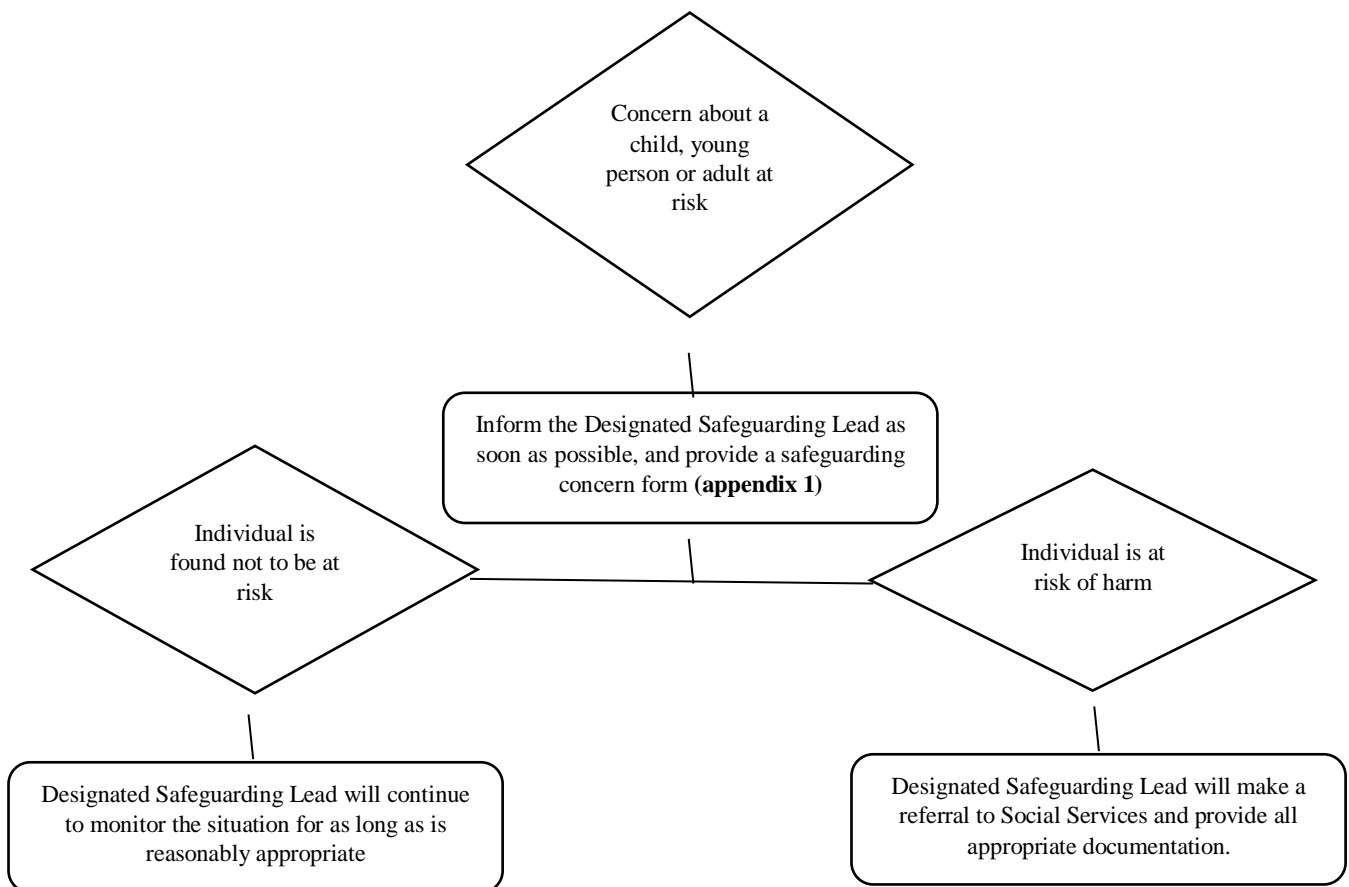 Concern about a
child, young
person or adult at
risk
Inform the Designated Safeguarding Lead as
soon as possible, and provide a safeguarding
concern form (appendix 1)
Individual is
found not to be at
risk
Individual is at
risk of harm
Designated Safeguarding Lead will continue
to monitor the situation for as long as is
reasonably appropriate
Designated Safeguarding Lead will make a
referral to Social Services and provide all
appropriate documentation.